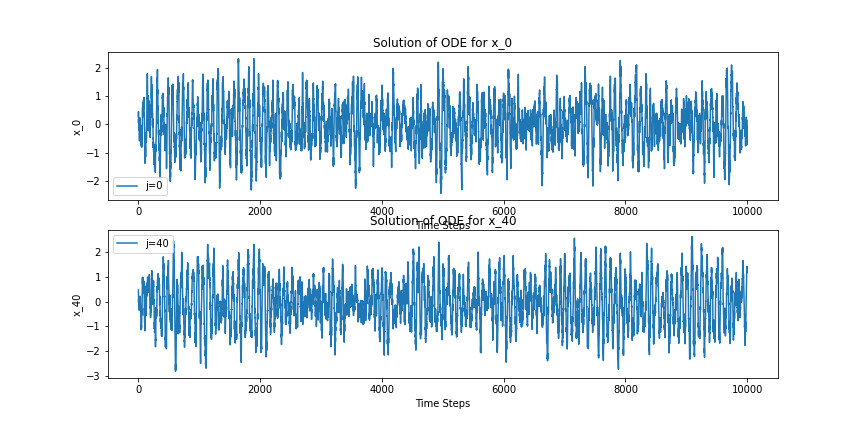 Solution of ODE for x_0
2
1
0
−1
−2
x_0
j=0
0 2000 4000 6000 8000 10000
Time Steps
Solution of ODE for x_40
2
1
0
−1
−2
−3
x_40
j=40
0 2000 4000 6000 8000 10000
Time Steps